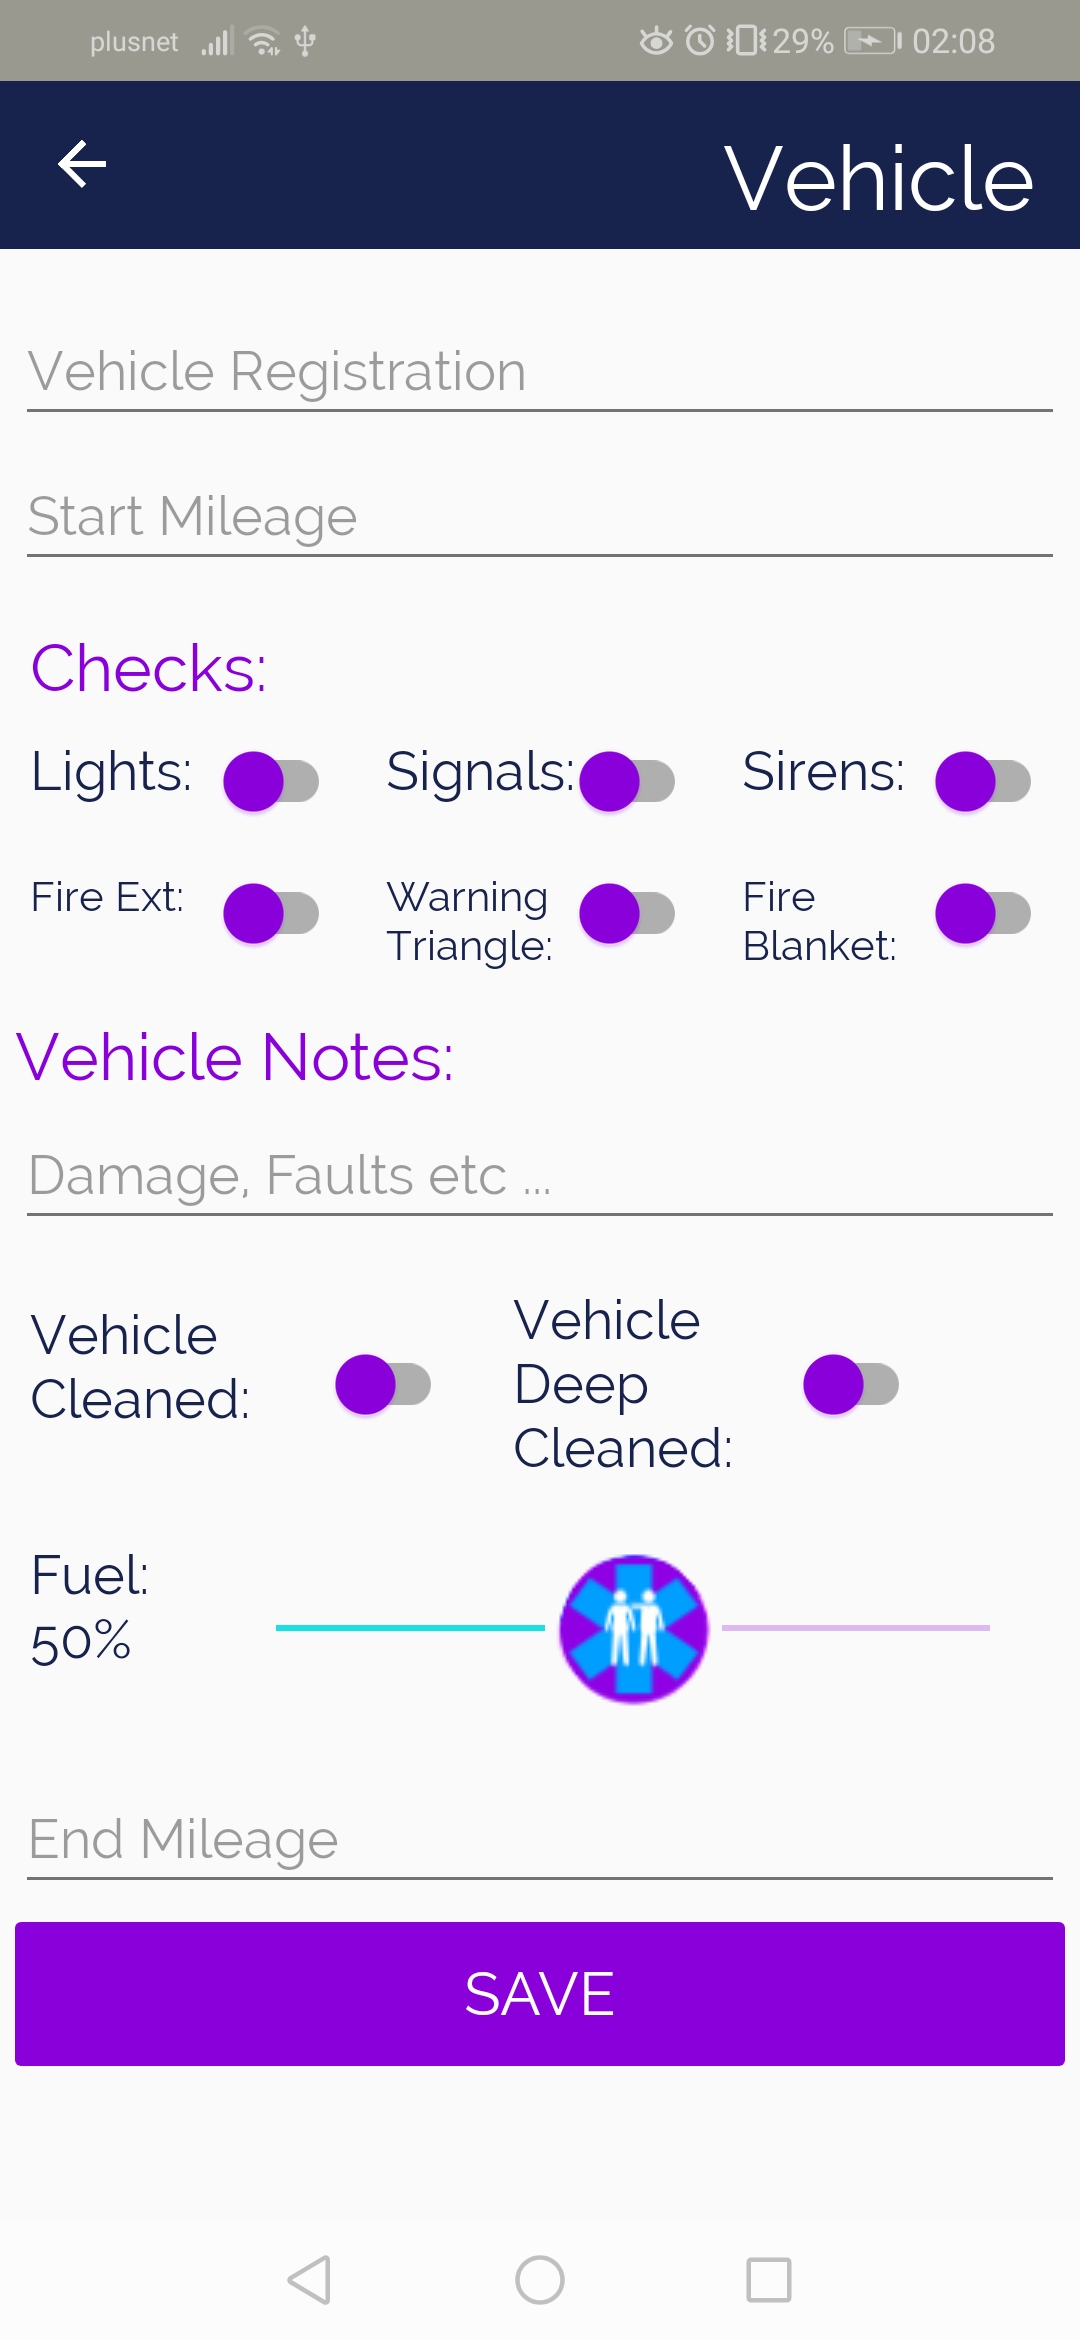 plusnet 29% 02:08
Vehicle
Vehicle Registration
Start Mileage
Checks:
Lights: Signals: Sirens:
Fire Ext: Warning Triangle: Fire Blanket:
Vehicle Notes:
Damage, Faults etc ...
Vehicle Cleaned: Vehicle Deep Cleaned:
Fuel:
50%
End Mileage
SAVE